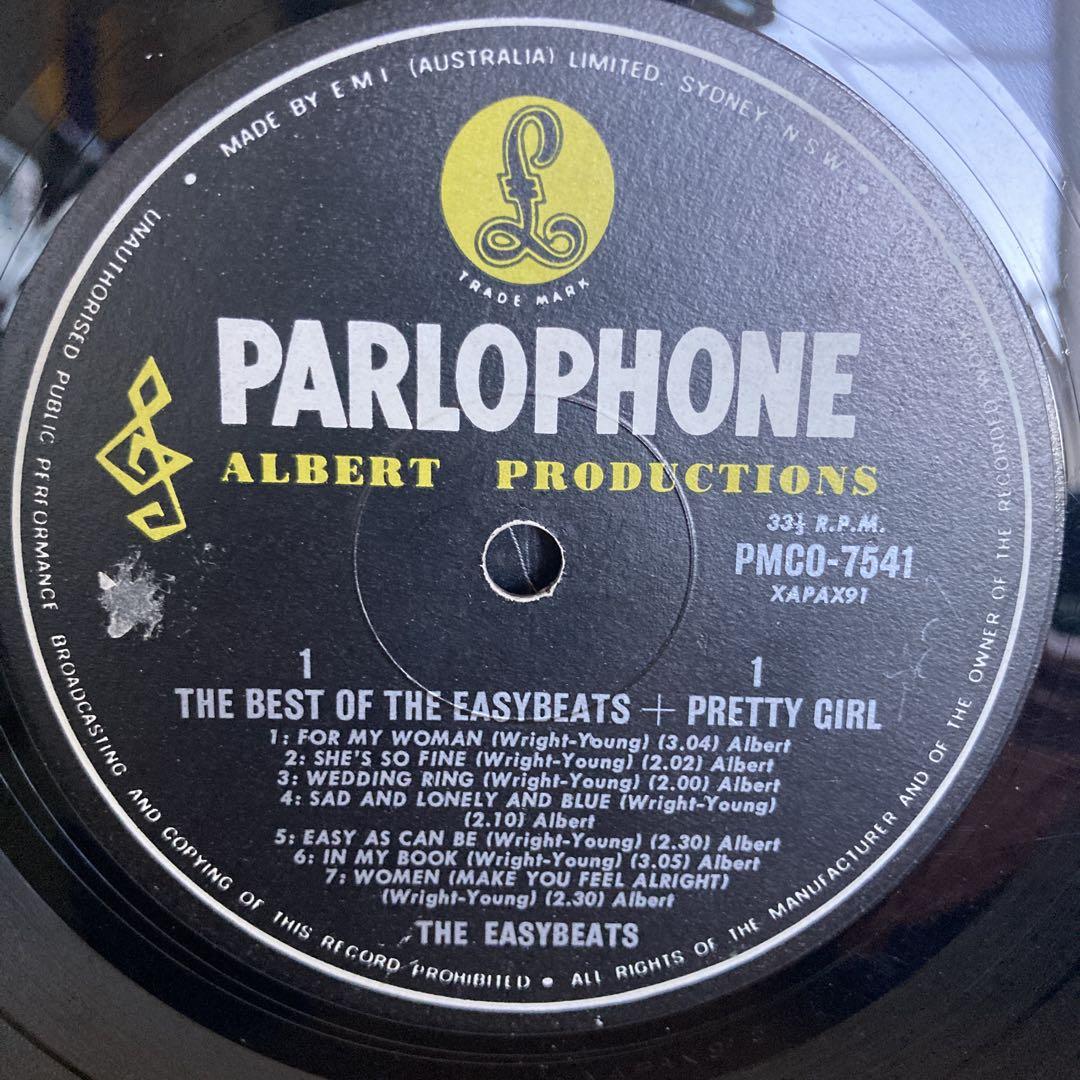 MADE BY E M I (AUSTRALIA) LIMITED. SYDNEY, N S W
TRADE MARK
PARLOPHONE
ALBERT PRODUCTIONS
33⅓ R.P.M.
PMCO-7541
XAPAX91
1 1
THE BEST OF THE EASYBEATS + PRETTY GIRL
1: FOR MY WOMAN (Wright-Young) (3.04) Albert
2: SHE'S SO FINE (Wright-Young) (2.02) Albert
3: WEDDING RING (Wright-Young) (2.00) Albert
4: SAD AND LONELY AND BLUE (Wright-Young)
(2.10) Albert
5: EASY AS CAN BE (Wright-Young) (2.30) Albert
6: IN MY BOOK (Wright-Young) (3.05) Albert
7: WOMEN (MAKE YOU FEEL ALRIGHT)
(Wright-Young) (2.30) Albert
THE EASYBEATS
UNAUTHORISED PUBLIC PERFORMANCE BROADCASTING AND COPYING OF THIS RECORD PROHIBITED • ALL RIGHTS OF THE MANUFACTURER AND OF THE OWNER OF THE RECORDED WORK